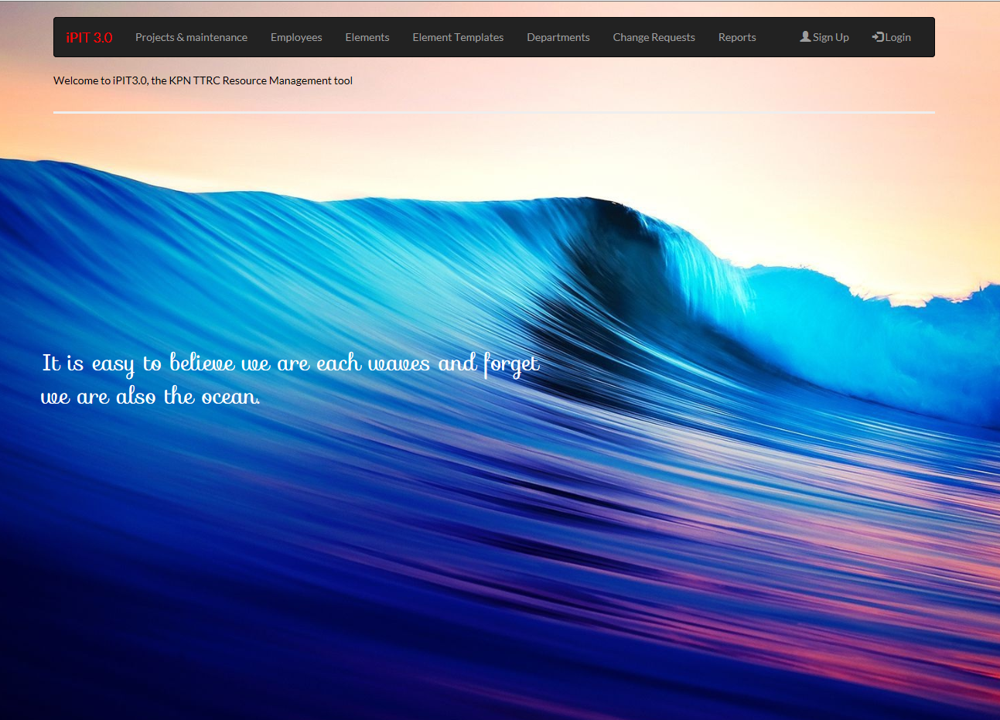 iPIT 3.0 Projects & maintenance Employees Elements Element Templates Departments Change Requests Reports Sign Up Login
Welcome to iPIT3.0, the KPN TTRC Resource Management tool
It is easy to believe we are each waves and forget
we are also the ocean.